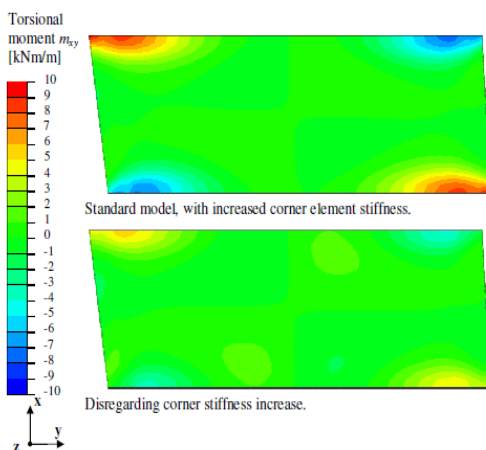 Torsional
moment mxy
[kNm/m]
10
9
8
7
6
5
4
3
2
1
0
-1
-2
-3
-4
-5
-6
-7
-8
-9
-10
Standard model, with increased corner element stiffness.
Disregarding corner stiffness increase.
x
z
y